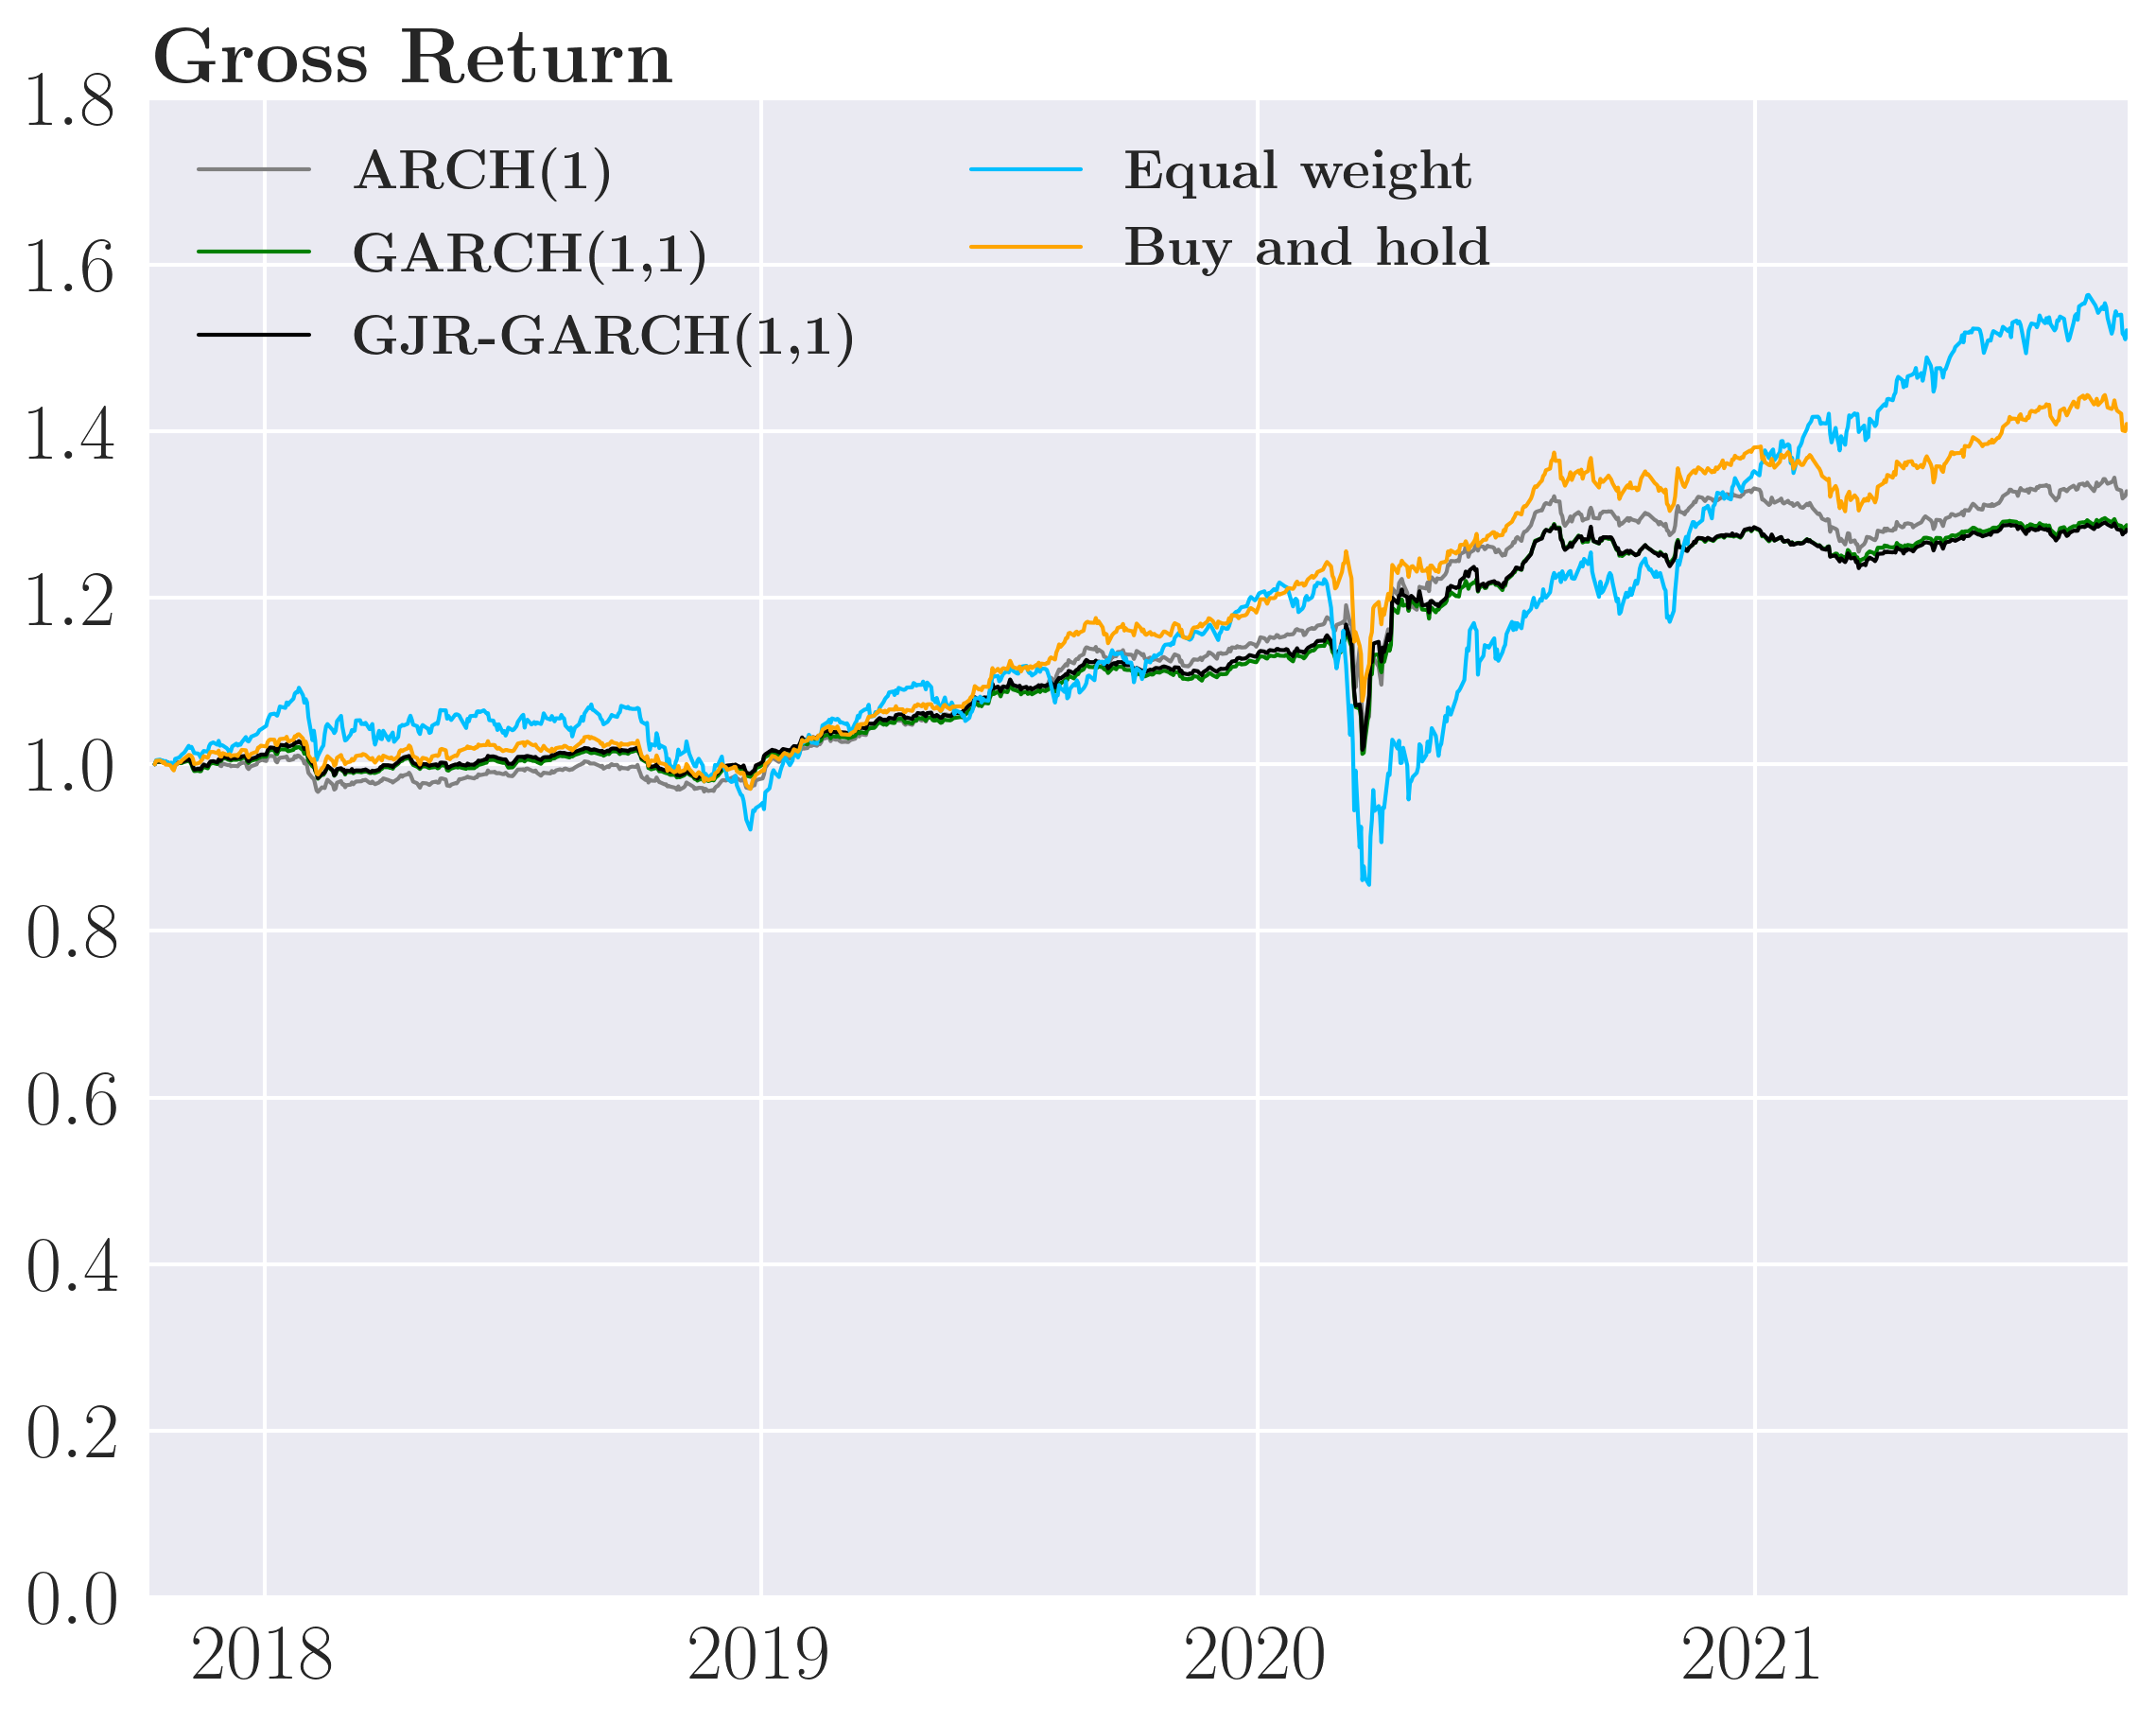 Gross Return
1.8
1.6
1.4
1.2
1.0
0.8
0.6
0.4
0.2
0.0
ARCH(1)
GARCH(1,1)
GJR-GARCH(1,1)
Equal weight
Buy and hold
2018
2019
2020
2021